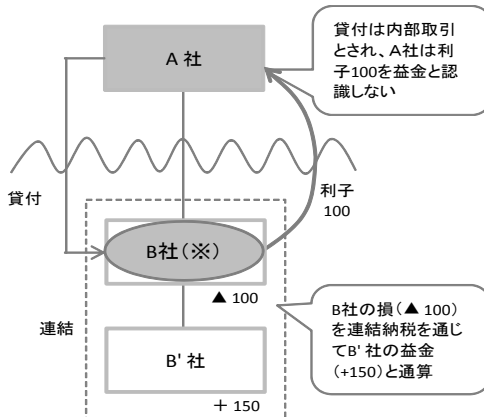 貸付は内部取引
とされ、A社は利
子100を益金と認
識しない
A 社
貸付
利子
100
B社(※)
▲ 100
連結
B' 社
＋ 150
B社の損(▲ 100)
を連結納税を通じ
てB' 社の益金
(+150)と通算